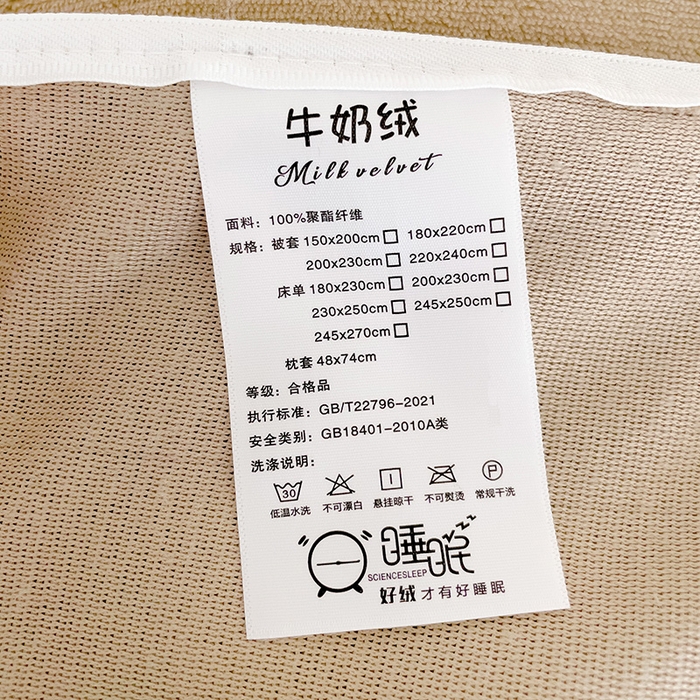 牛奶绒
Milk velvet
面料：100%聚酯纤维
规格：被套 150x200cm□ 180x220cm□
200x230cm□ 220x240cm□
床单 180x230cm□ 200x230cm□
230x250cm□ 245x250cm□
245x270cm□
枕套 48x74cm
等级：合格品
执行标准：GB/T22796-2021
安全类别：GB18401-2010A类
洗涤说明：
30 P
低温水洗 不可漂白 悬挂晾干 不可熨烫 常规干洗
睡眠zzz
SCIENCESLEEP
好绒才有好睡眠